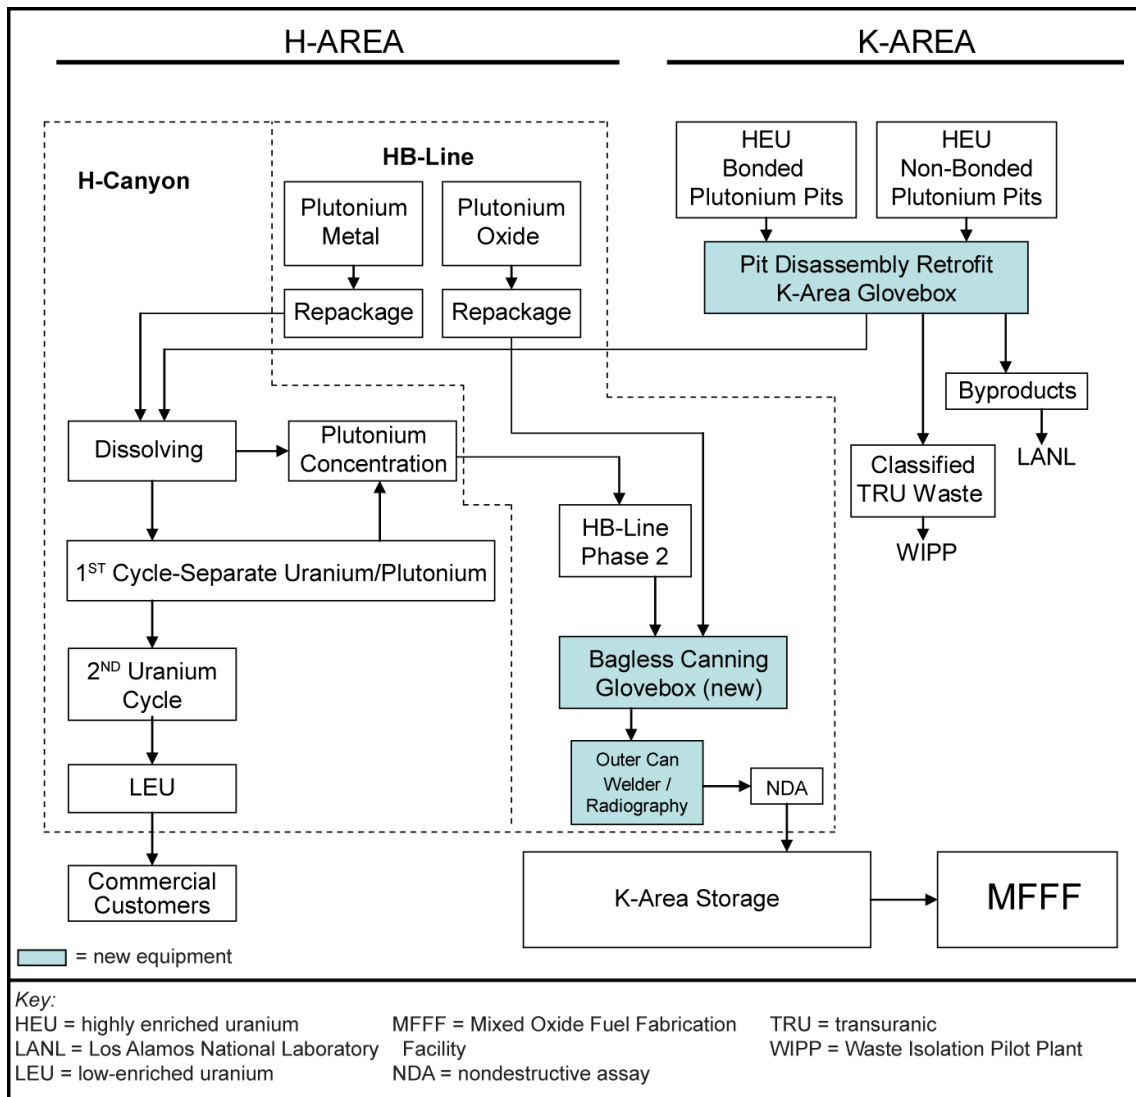 H-AREA
K-AREA
H-Canyon
HB-Line
Plutonium
Metal
Plutonium
Oxide
HEU
Bonded
Plutonium Pits
HEU
Non-Bonded
Plutonium Pits
Repackage
Repackage
Pit Disassembly Retrofit
K-Area Glovebox
Byproducts
LANL
Dissolving
Plutonium
Concentration
Classified
TRU Waste
WIPP
HB-Line
Phase 2
1ST Cycle-Separate Uranium/Plutonium
2ND Uranium
Cycle
Bagless Canning
Glovebox (new)
LEU
Outer Can
Welder /
Radiography
NDA
Commercial
Customers
K-Area Storage
MFFF
= new equipment
Key:
HEU = highly enriched uranium
LANL = Los Alamos National Laboratory
LEU = low-enriched uranium
MFFF = Mixed Oxide Fuel Fabrication
Facility
NDA = nondestructive assay
TRU = transuranic
WIPP = Waste Isolation Pilot Plant